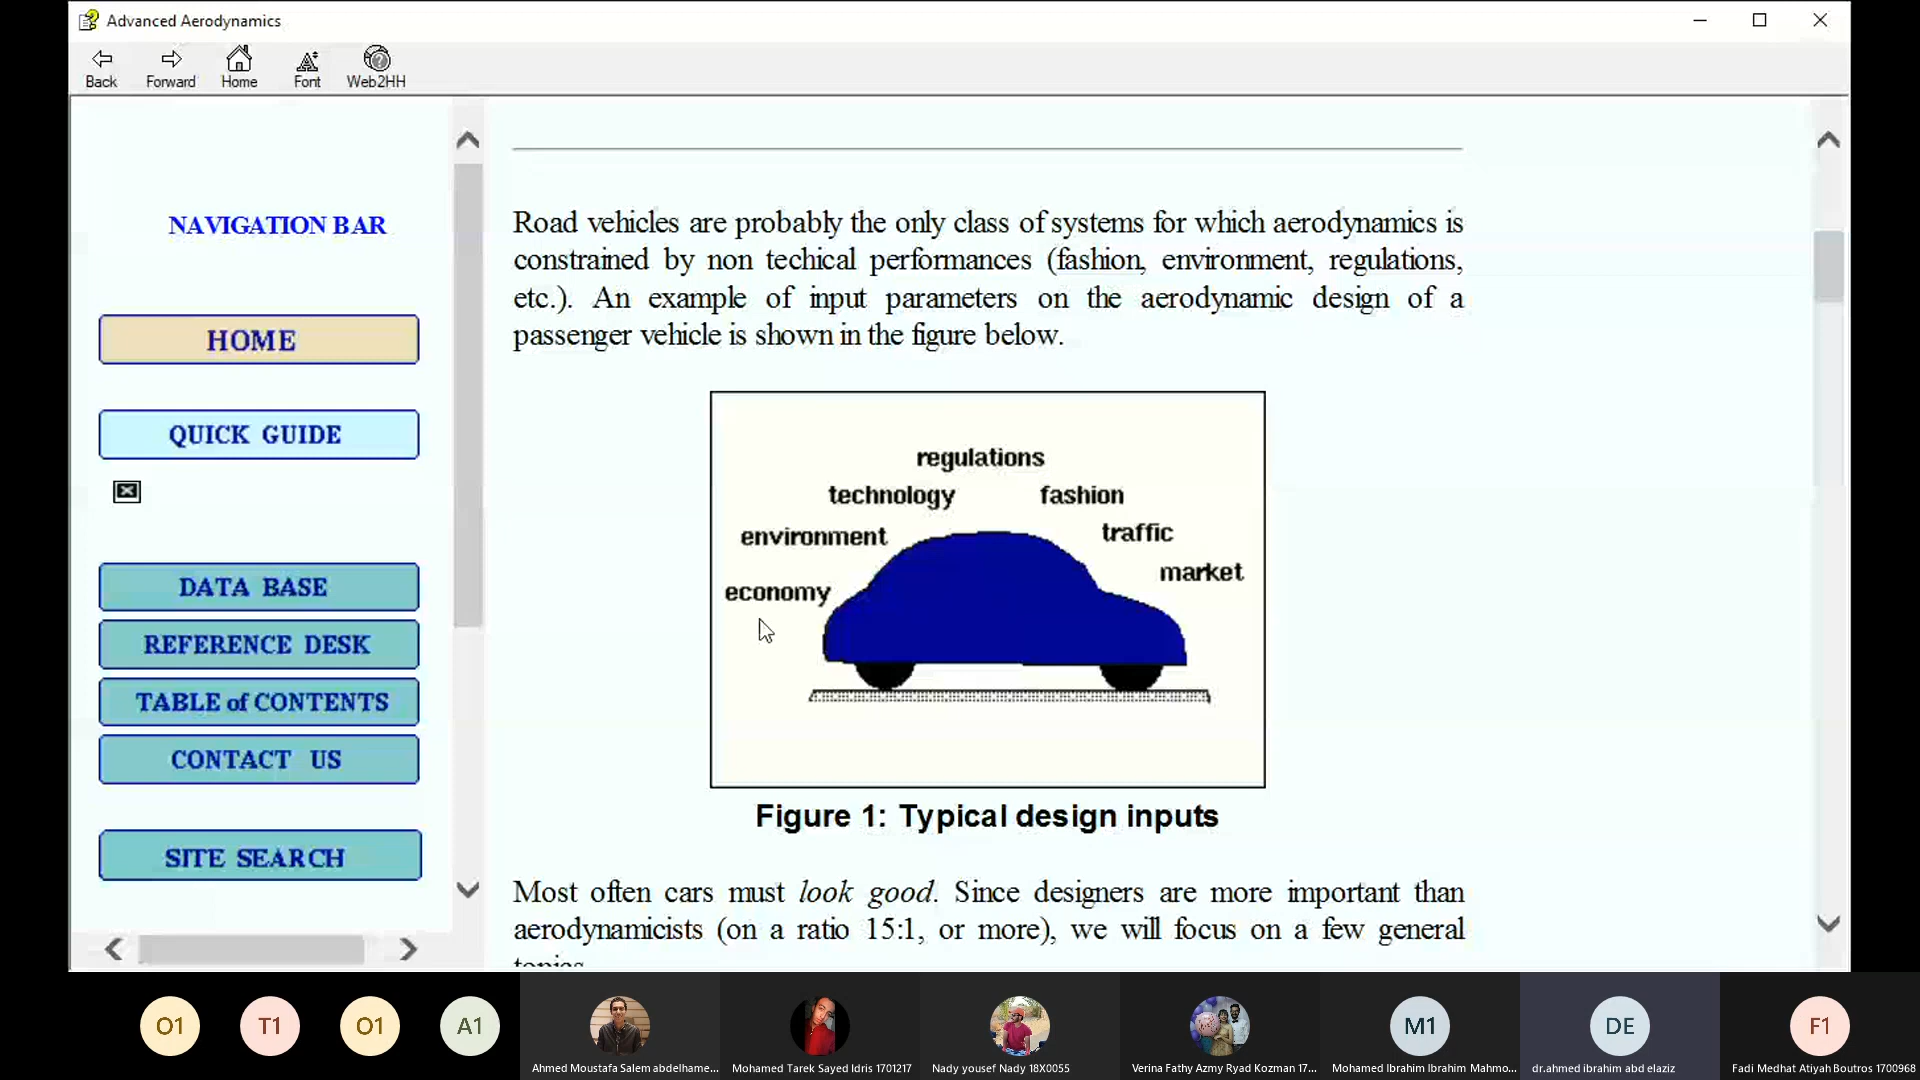 Advanced Aerodynamics
Back Forward Home Font Web2HH
NAVIGATION BAR
HOME
QUICK GUIDE
DATA BASE
REFERENCE DESK
TABLE of CONTENTS
CONTACT US
SITE SEARCH
Road vehicles are probably the only class of systems for which aerodynamics is
constrained by non techical performances (fashion, environment, regulations,
etc.). An example of input parameters on the aerodynamic design of a
passenger vehicle is shown in the figure below.
regulations
technology fashion
environment traffic
market
economy
Figure 1: Typical design inputs
Most often cars must look good. Since designers are more important than
aerodynamicists (on a ratio 15:1, or more), we will focus on a few general
topics.
O1 T1 O1 A1 M1 DE F1
Ahmed Moustafa Salem abdelhame...
Mohamed Tarek Sayed Idris 1701217
Nady yousef Nady 18X0055
Verina Fathy Azmy Ryad Kozman 17...
Mohamed Ibrahim Ibrahim Mahmo...
dr.ahmed ibrahim abd elaziz
Fadi Medhat Atiyah Boutros 1700968